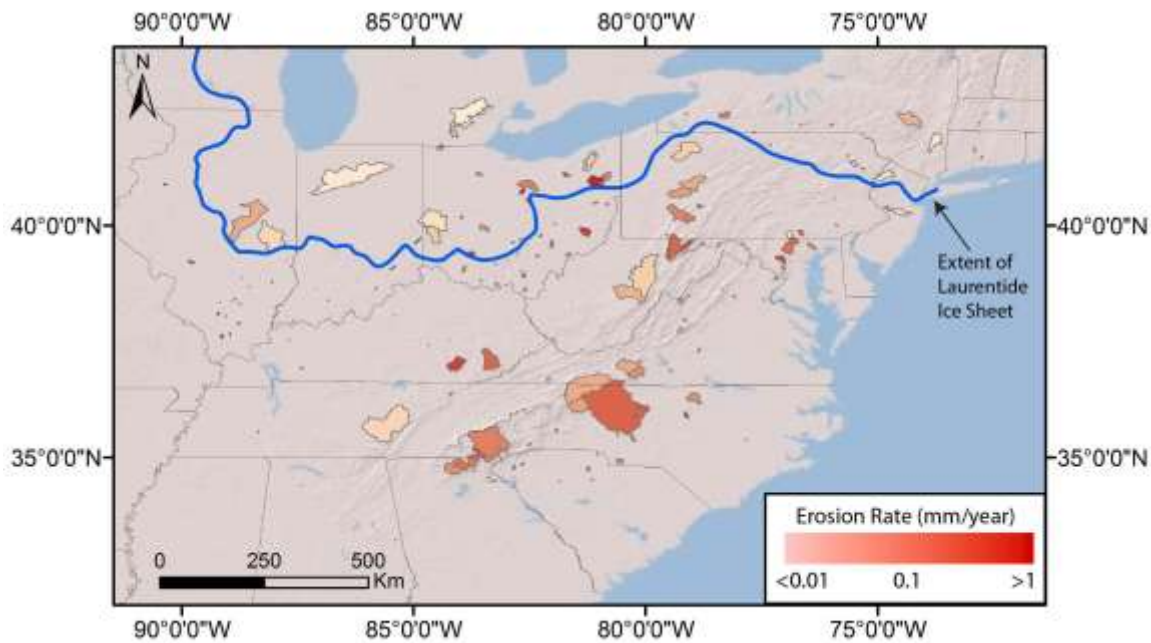 90°0'0"W 85°0'0"W 80°0'0"W 75°0'0"W
N
40°0'0"N 40°0'0"N
Extent of
Laurentide
Ice Sheet
35°0'0"N 35°0'0"N
Erosion Rate (mm/year)
<0.01 0.1 >1
0 250 500
Km
90°0'0"W 85°0'0"W 80°0'0"W 75°0'0"W